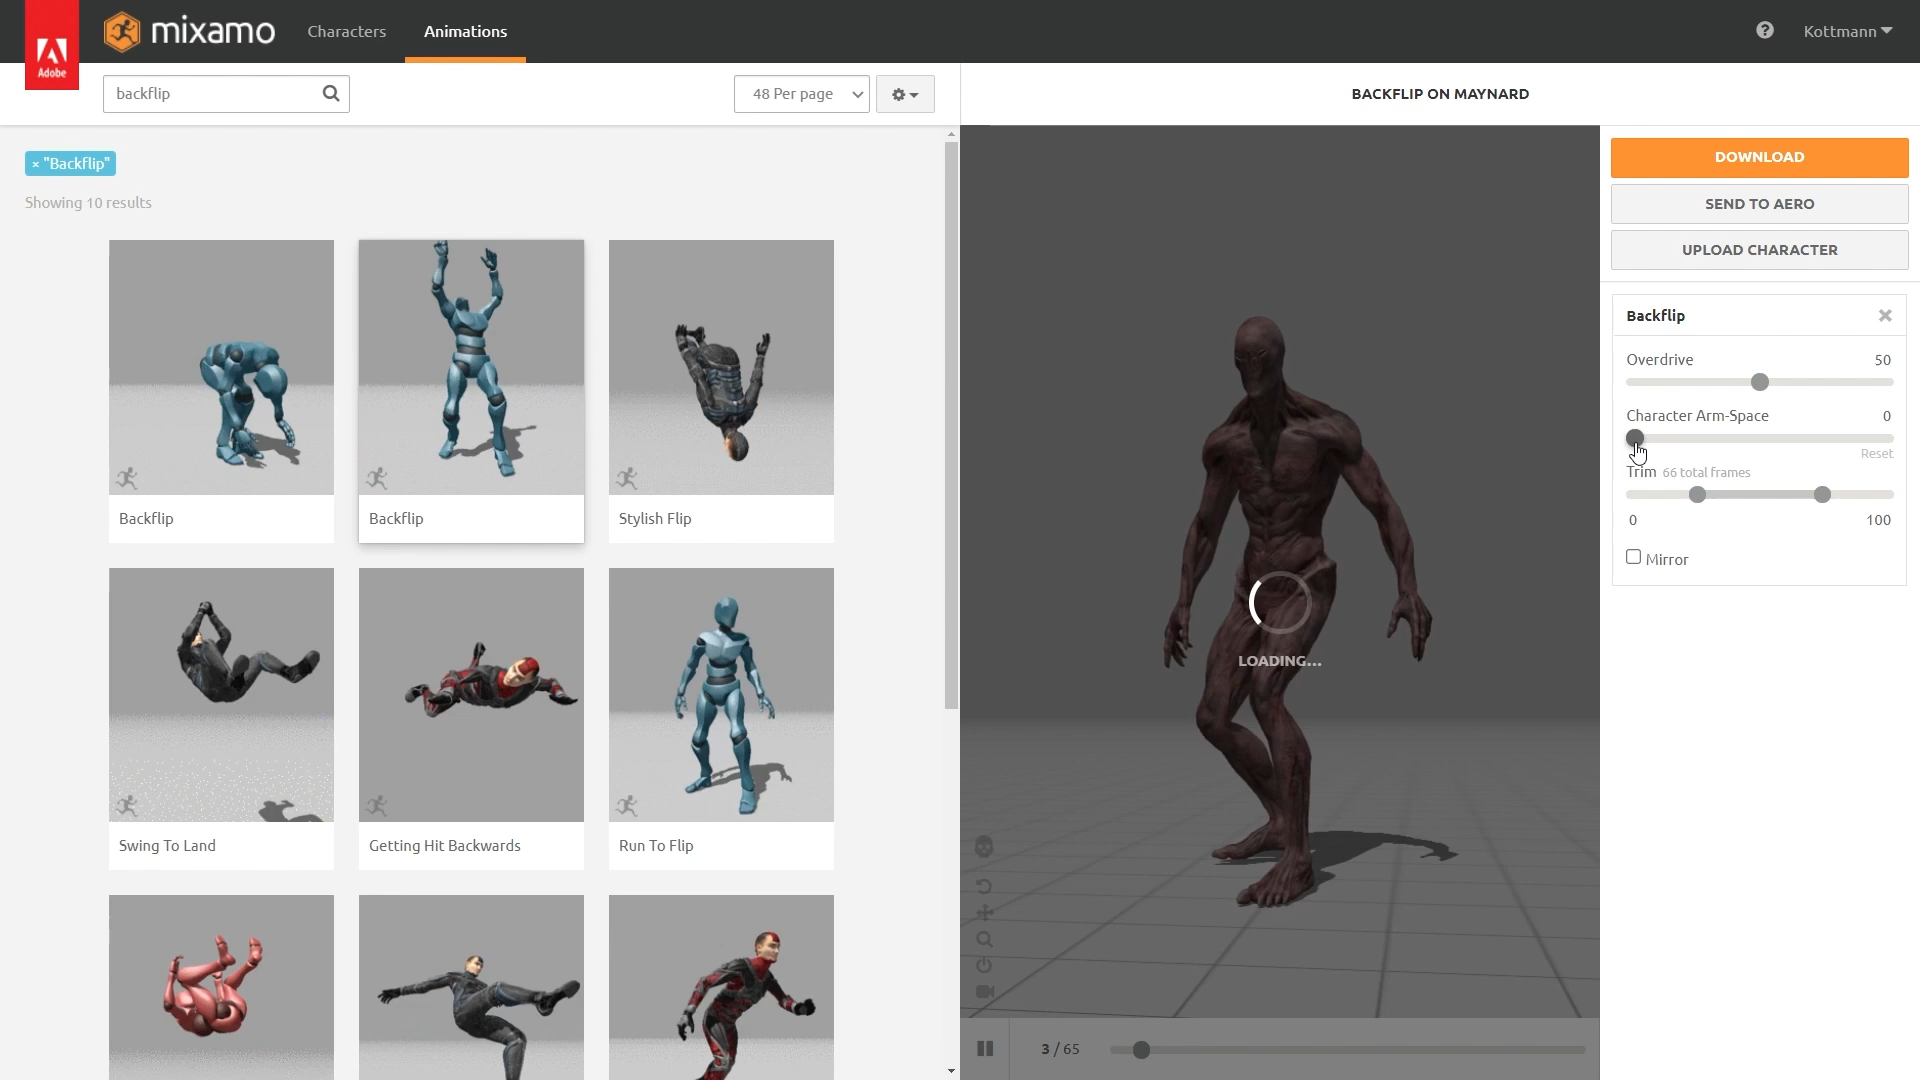 Adobe
mixamo
Characters
Animations
Kottmann
backflip
48 Per page
BACKFLIP ON MAYNARD
× "Backflip"
Showing 10 results
Backflip
Backflip
Stylish Flip
Swing To Land
Getting Hit Backwards
Run To Flip
LOADING...
3 / 65
DOWNLOAD
SEND TO AERO
UPLOAD CHARACTER
Backflip
Overdrive 50
Character Arm-Space 0
Reset
Trim 66 total frames
0 100
Mirror